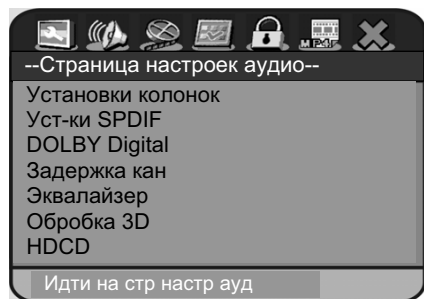 MPEG
--Страница настроек аудио--
Установки колонок
Уст-ки SPDIF
DOLBY Digital
Задержка кан
Эквалайзер
Обробка 3D
HDCD
Идти на стр настр ауд